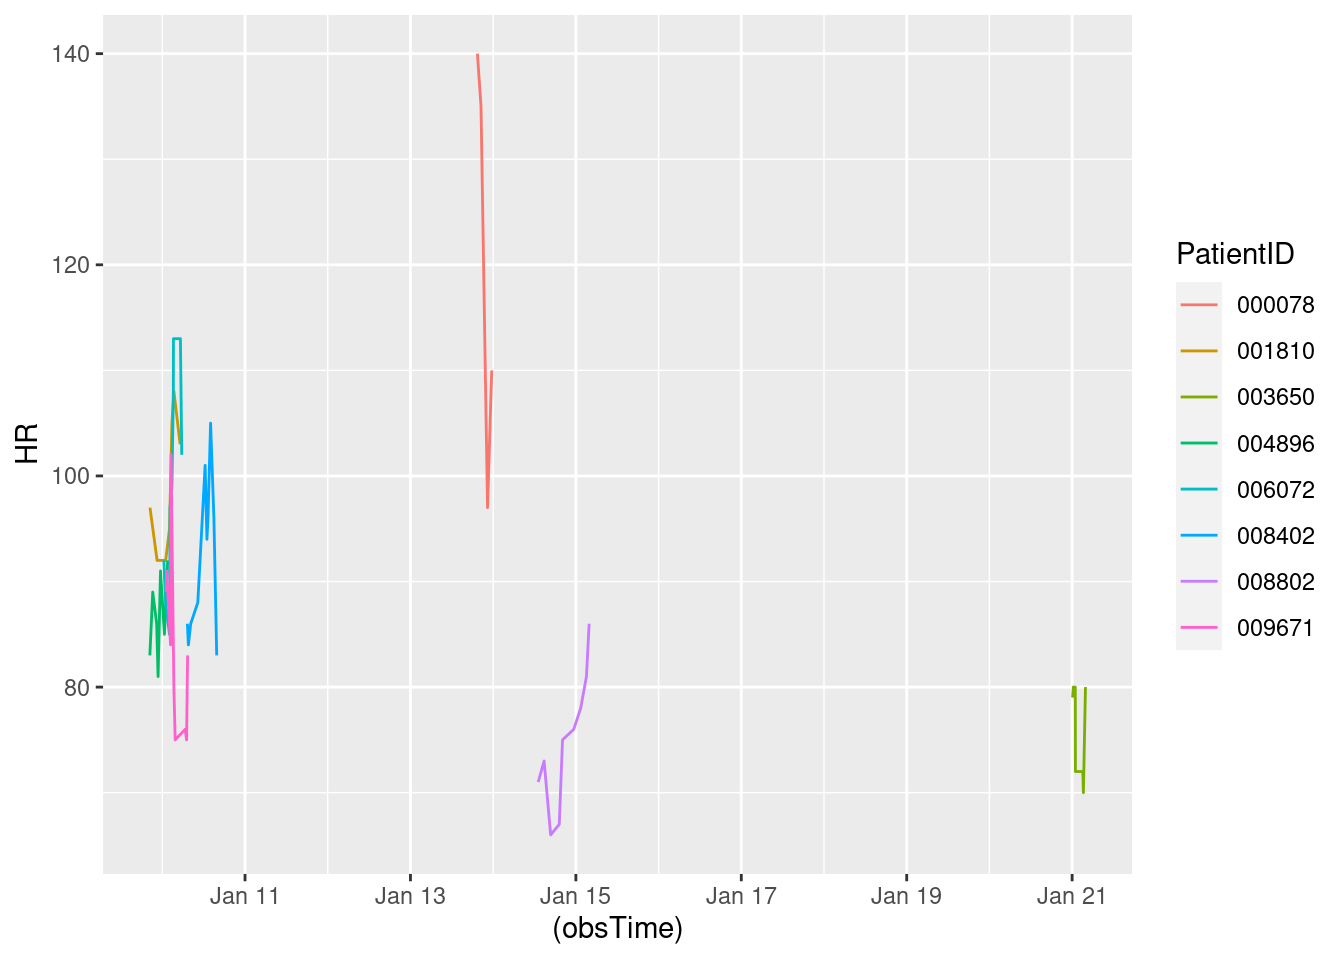 140
120
100
80
HR
Jan 11
Jan 13
Jan 15
Jan 17
Jan 19
Jan 21
(obsTime)
PatientID
000078
001810
003650
004896
006072
008402
008802
009671